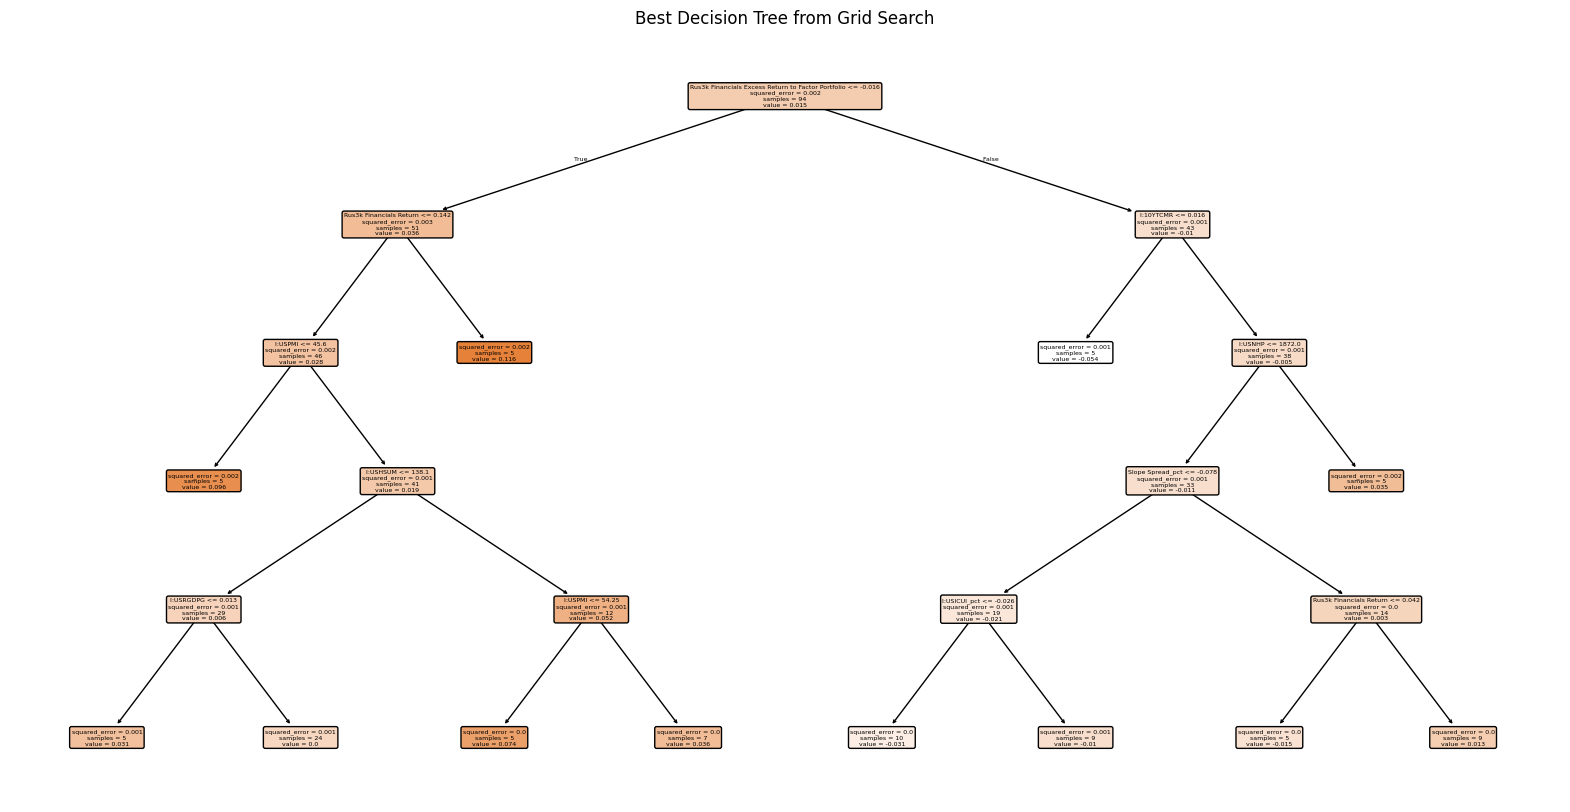 Best Decision Tree from Grid Search
Rus3k Financials Excess Return to Factor Portfolio <= -0.016
squared_error = 0.002
samples = 94
value = 0.015
True
False
Rus3k Financials Return <= 0.142
squared_error = 0.003
samples = 51
value = 0.036
I:10YTCMR <= 0.016
squared_error = 0.001
samples = 43
value = -0.01
I:USPMI <= 45.6
squared_error = 0.002
samples = 46
value = 0.028
squared_error = 0.002
samples = 5
value = 0.116
squared_error = 0.001
samples = 5
value = -0.054
I:USNHP <= 1872.0
squared_error = 0.001
samples = 38
value = -0.005
squared_error = 0.002
samples = 5
value = 0.096
I:USHSUM <= 138.1
squared_error = 0.001
samples = 41
value = 0.019
Slope Spread_pct <= -0.078
squared_error = 0.001
samples = 33
value = -0.011
squared_error = 0.002
samples = 5
value = 0.035
I:USRGDPG <= 0.013
squared_error = 0.001
samples = 29
value = 0.006
I:USPMI <= 54.25
squared_error = 0.001
samples = 12
value = 0.052
I:USICUI_pct <= -0.026
squared_error = 0.001
samples = 19
value = -0.021
Rus3k Financials Return <= 0.042
squared_error = 0.0
samples = 14
value = 0.003
squared_error = 0.001
samples = 5
value = 0.031
squared_error = 0.001
samples = 24
value = 0.0
squared_error = 0.0
samples = 5
value = 0.074
squared_error = 0.0
samples = 7
value = 0.036
squared_error = 0.0
samples = 10
value = -0.031
squared_error = 0.001
samples = 9
value = -0.01
squared_error = 0.0
samples = 5
value = -0.015
squared_error = 0.0
samples = 9
value = 0.013